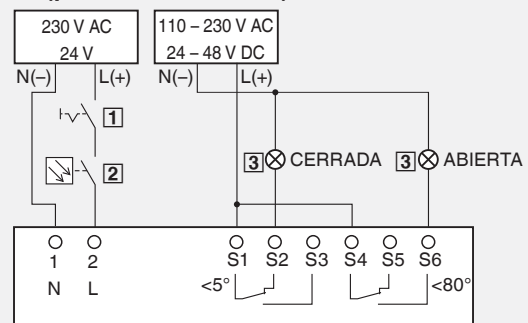 230 V AC
24 V
110 – 230 V AC
24 – 48 V DC
N(–) L(+)
N(–) L(+)
1
2
3 CERRADA
3 ABIERTA
1 2 S1 S2 S3 S4 S5 S6
N L <5° <80°